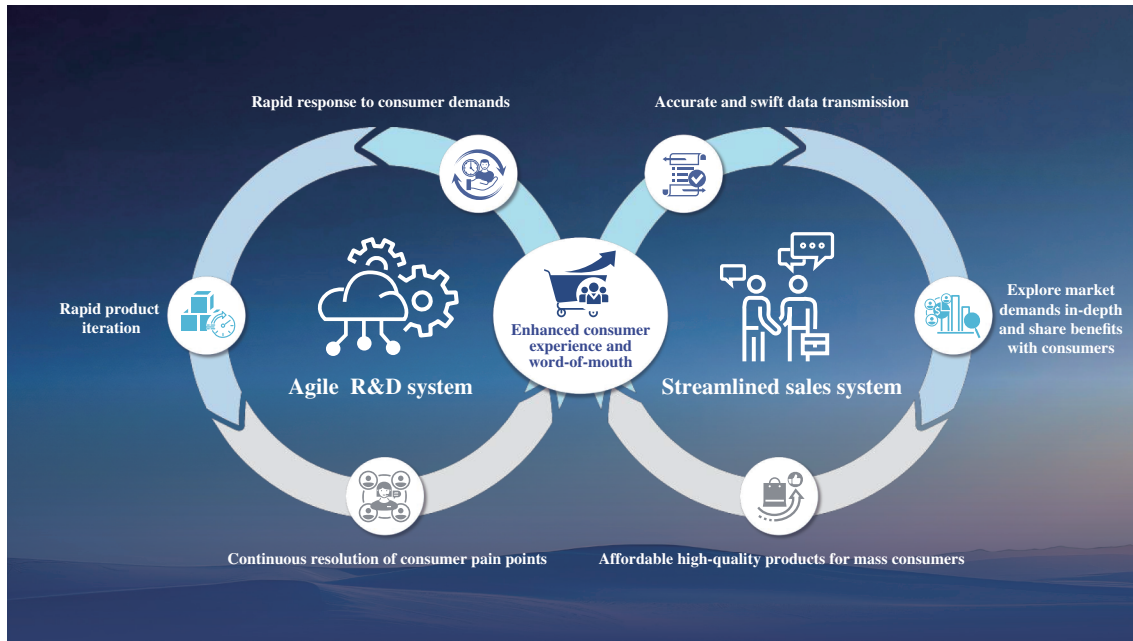 Rapid response to consumer demands
Accurate and swift data transmission
Rapid product
iteration
Enhanced consumer
experience and
word-of-mouth
Explore market
demands in-depth
and share benefits
with consumers
Agile R&D system
Streamlined sales system
Continuous resolution of consumer pain points
Affordable high-quality products for mass consumers